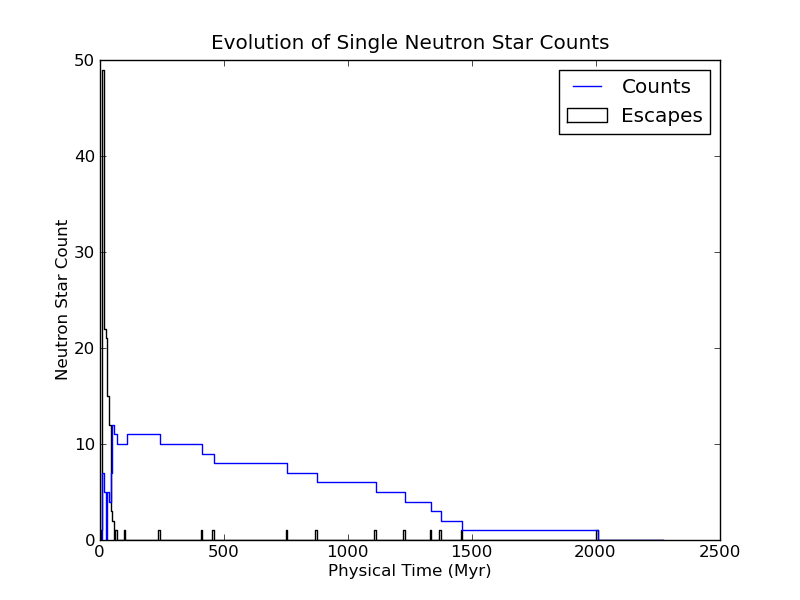 Evolution of Single Neutron Star Counts
Counts
Escapes
Neutron Star Count
50
40
30
20
10
0
0 500 1000 1500 2000 2500
Physical Time (Myr)